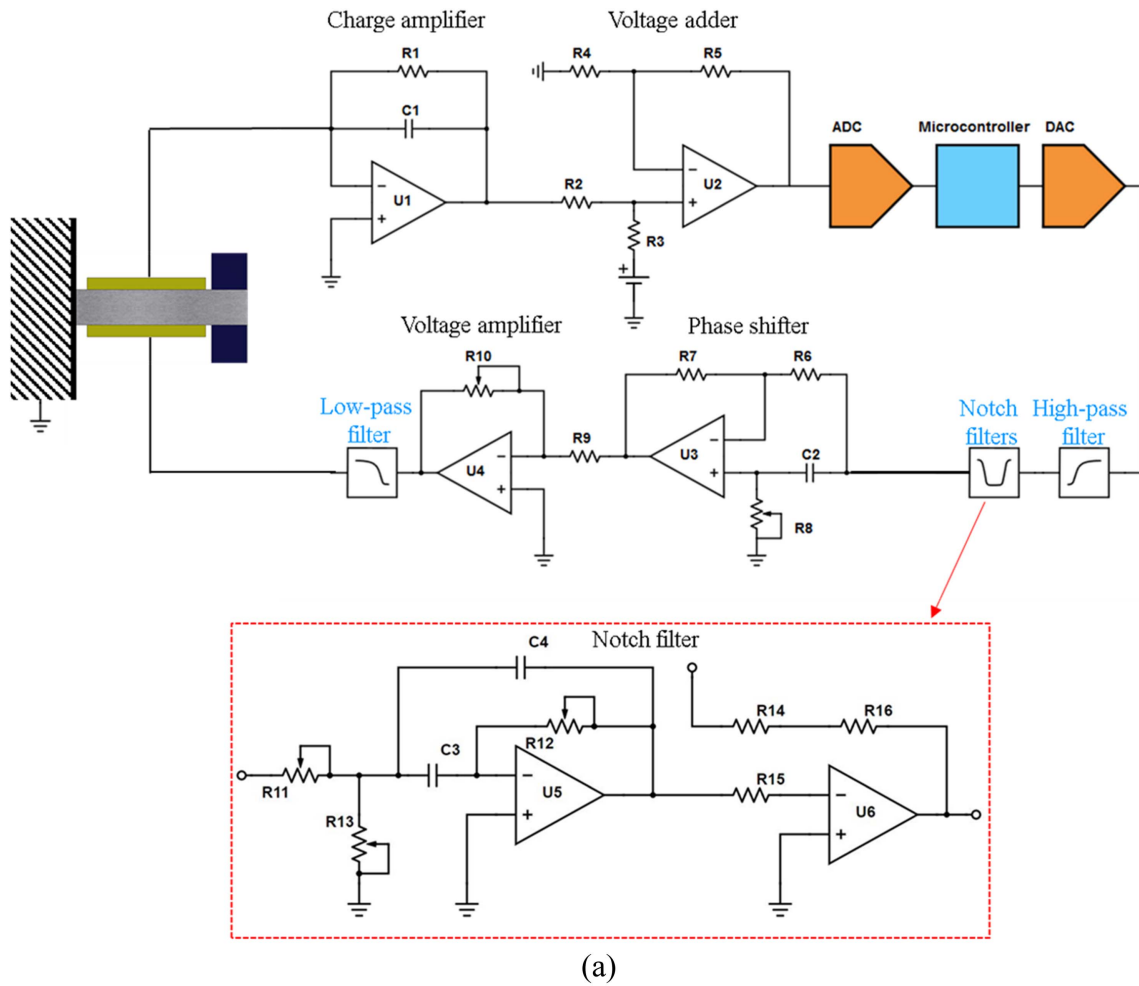 Charge amplifier
Voltage adder
R1
R4
R5
C1
ADC
Microcontroller
DAC
U1
R2
U2
R3
+
Voltage amplifier
Phase shifter
R10
R7
R6
Low-pass
filter
Notch
filters
High-pass
filter
U4
R9
U3
C2
R8
Notch filter
C4
R14
R16
C3
R12
R11
U5
R15
R13
U6
(a)